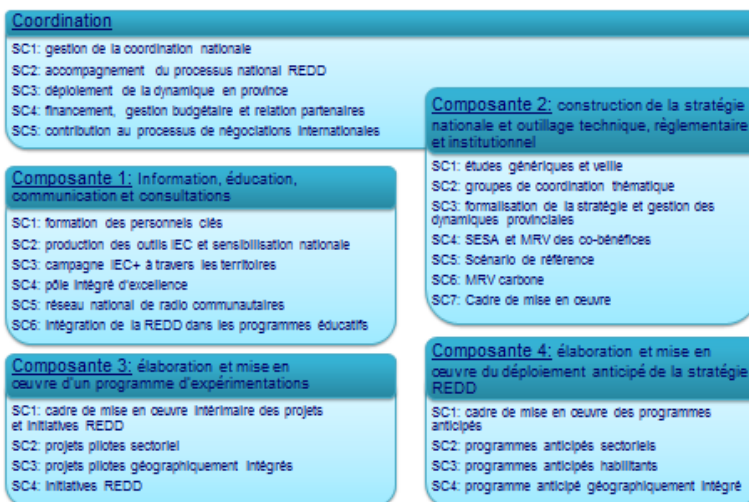 Coordination
SC1: gestion de la coordination nationale
SC2: accompagnement du processus national REDD
SC3: déploiement de la dynamique en province
SC4: financement, gestion budgétaire et relation partenaires
SC5: contribution au processus de négociations internationales
Composante 1: Information, éducation,
communication et consultations
SC1: formation des personnels clés
SC2: production des outils IEC et sensibilisation nationale
SC3: campagne IEC+ à travers les territoires
SC4: pôle intégré d'excellence
SC5: réseau national de radio communautaires
SC6: intégration de la REDD dans les programmes éducatifs
Composante 2: construction de la stratégie
nationale et outillage technique, règlementaire
et institutionnel
SC1: études génériques et veille
SC2: groupes de coordination thématique
SC3: formalisation de la stratégie et gestion des
dynamiques provinciales
SC4: SESA et MRV des co-bénéfices
SC5: Scénario de référence
SC6: MRV carbone
SC7: Cadre de mise en œuvre
Composante 3: élaboration et mise en
œuvre d'un programme d'expérimentations
SC1: cadre de mise en œuvre intérimaire des projets
et initiatives REDD
SC2: projets pilotes sectoriel
SC3: projets pilotes géographiquement intégrés
SC4: Initiatives REDD
Composante 4: élaboration et mise en
œuvre du déploiement anticipé de la stratégie
REDD
SC1: cadre de mise en œuvre des programmes
anticipés
SC2: programmes anticipés sectoriels
SC3: programmes anticipés habilitants
SC4: programme anticipé géographiquement intégré